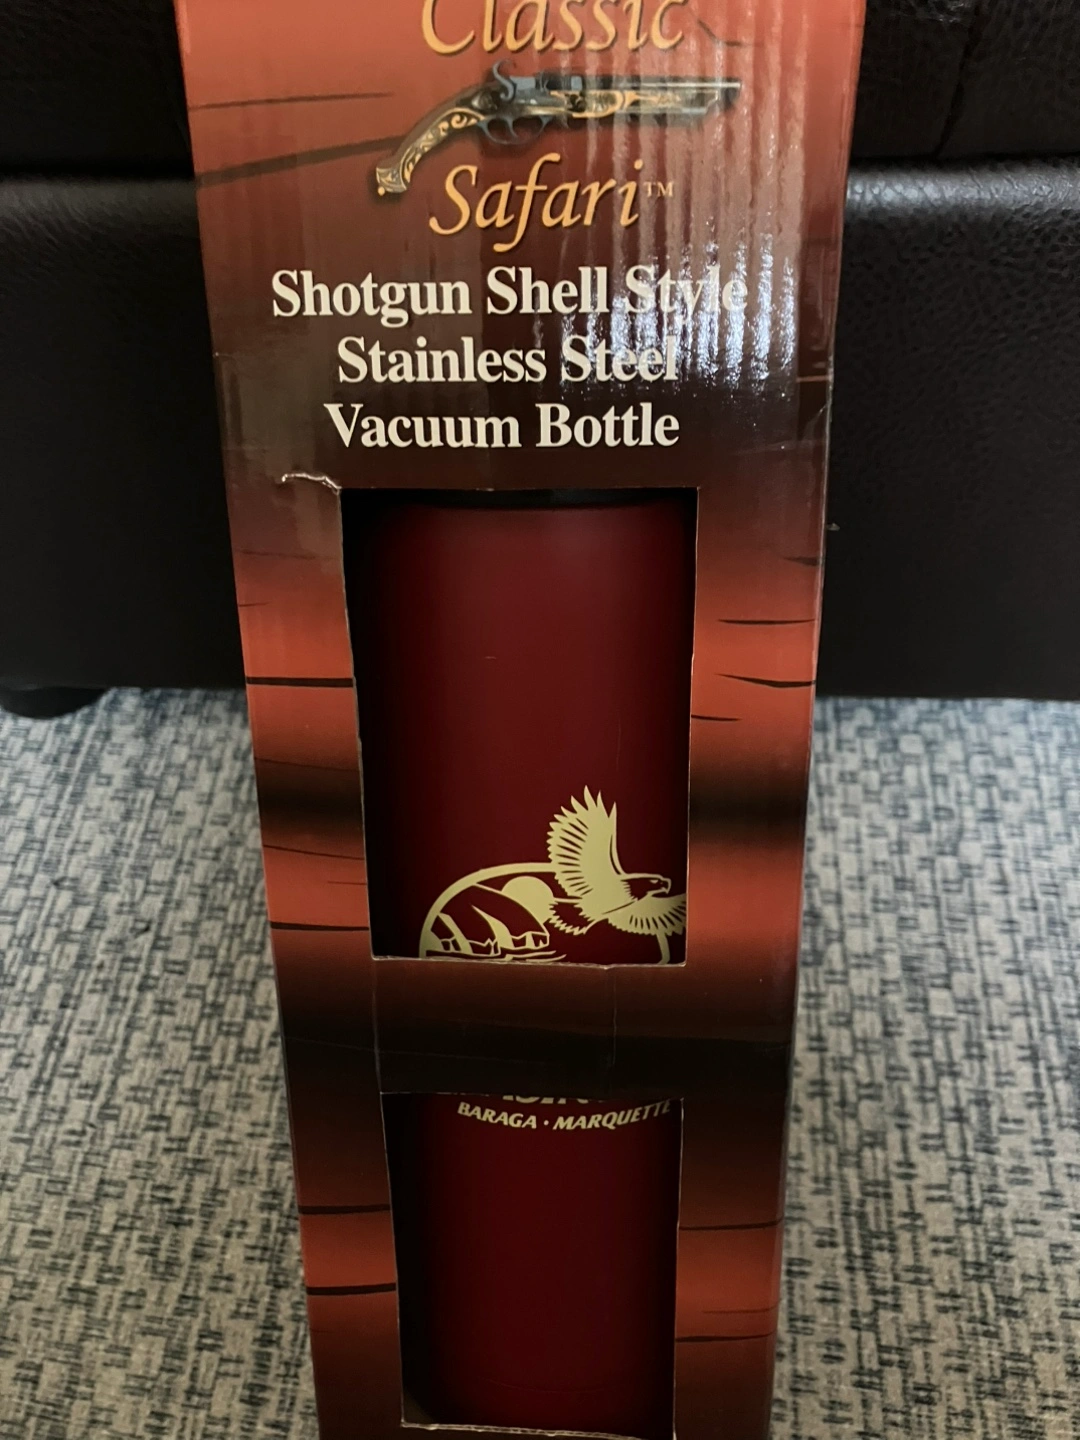 Classic
Safari™
Shotgun Shell Style
Stainless Steel
Vacuum Bottle
BARAGA · MARQUETTE